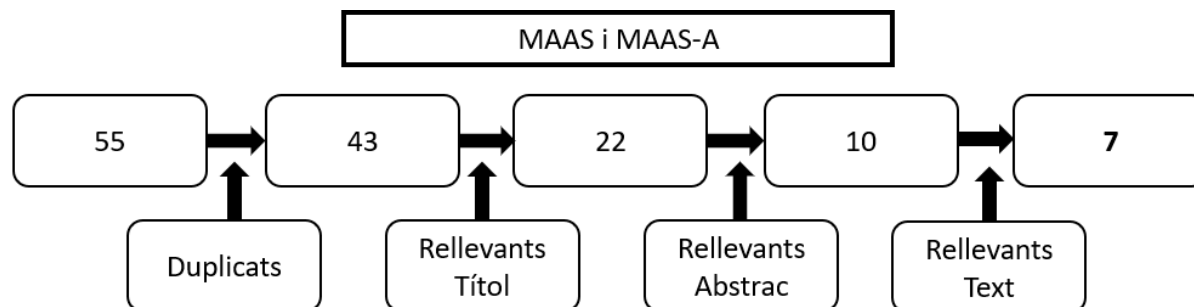 MAAS i MAAS-A
55
43
22
10
7
Duplicats
Rellevants
Títol
Rellevants
Abstrac
Rellevants
Text